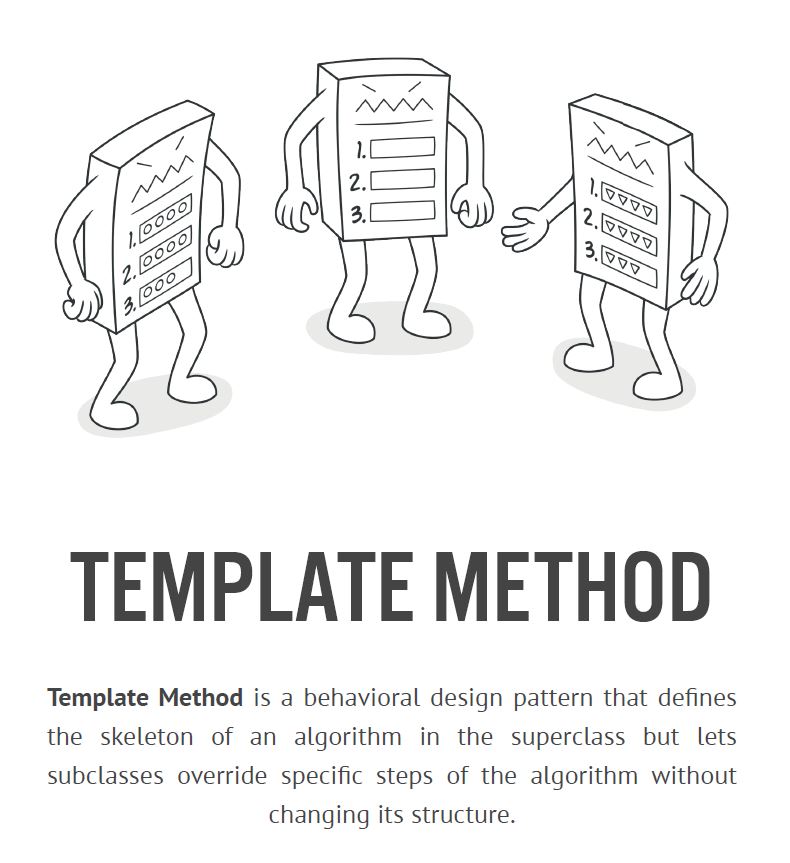 1.
2.
3.
1.
2.
3.
1.
2.
3.
TEMPLATE METHOD
Template Method is a behavioral design pattern that defines
the skeleton of an algorithm in the superclass but lets
subclasses override specific steps of the algorithm without
changing its structure.